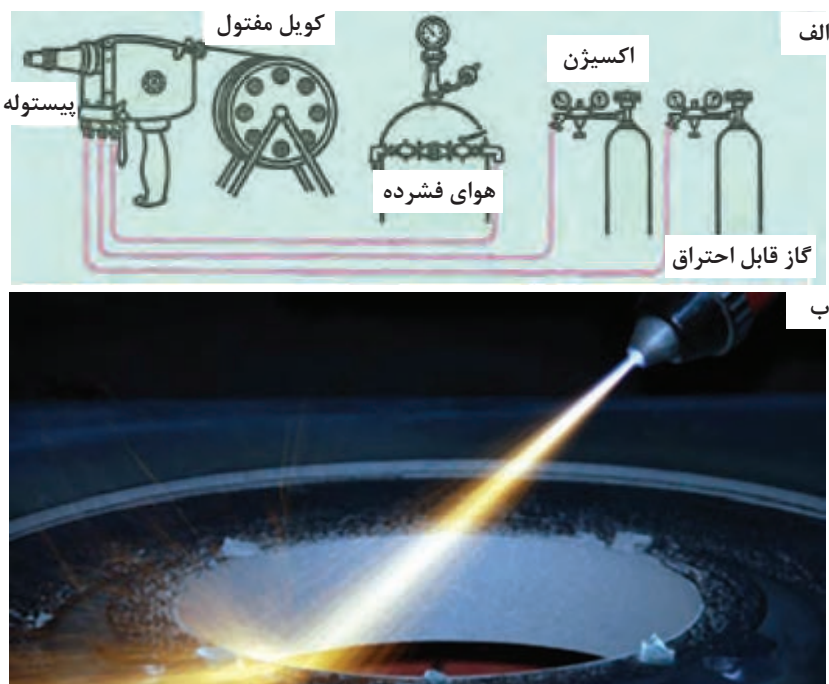 الف
کویل مفتول
اکسیژن
پیستوله
هوای فشرده
گاز قابل احتراق
ب